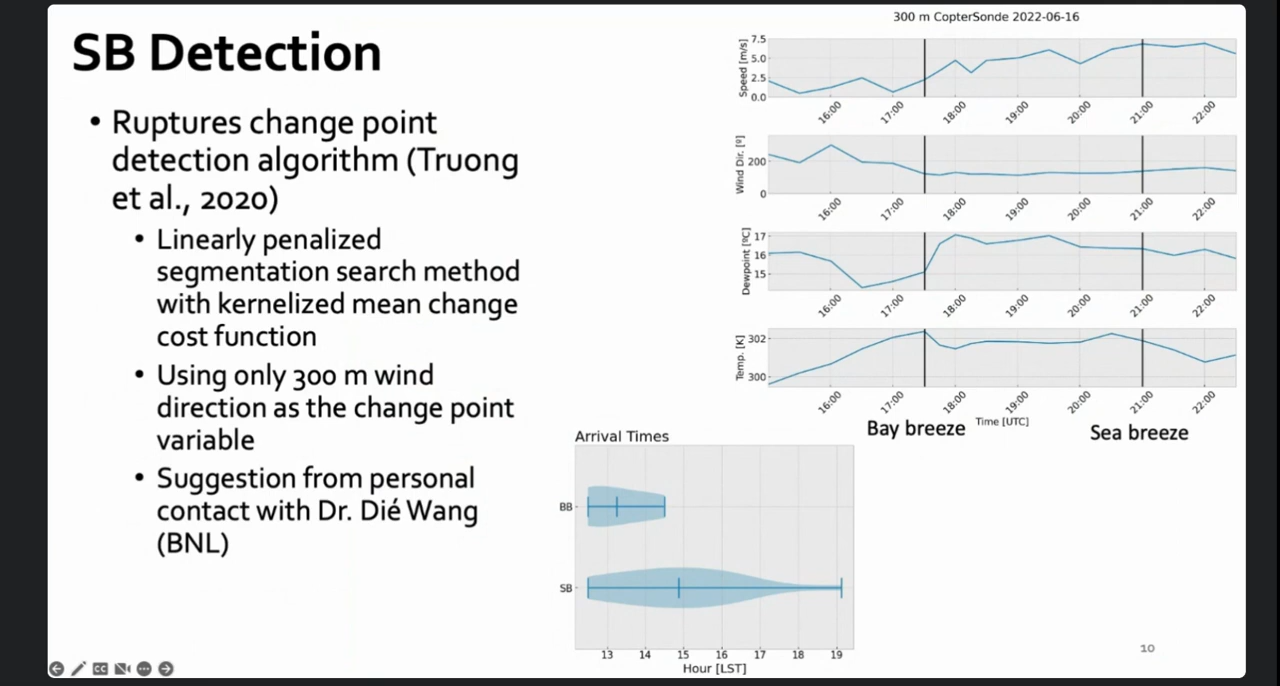 SB Detection
• Ruptures change point
detection algorithm (Truong
et al., 2020)
• Linearly penalized
segmentation search method
with kernelized mean change
cost function
• Using only 300 m wind
direction as the change point
variable
• Suggestion from personal
contact with Dr. Dié Wang
(BNL)
300 m CopterSonde 2022-06-16
Speed [m/s]
7.5
5.0
2.5
0.0
16:00 17:00 18:00 19:00 20:00 21:00 22:00
Wind Dir. [º]
200
0
16:00 17:00 18:00 19:00 20:00 21:00 22:00
Dewpoint [ºC]
17
16
15
16:00 17:00 18:00 19:00 20:00 21:00 22:00
Temp. [K]
302
300
16:00 17:00 18:00 19:00 20:00 21:00 22:00
Time [UTC]
Bay breeze
Sea breeze
Arrival Times
BB
SB
13 14 15 16 17 18 19
Hour [LST]
10
CC